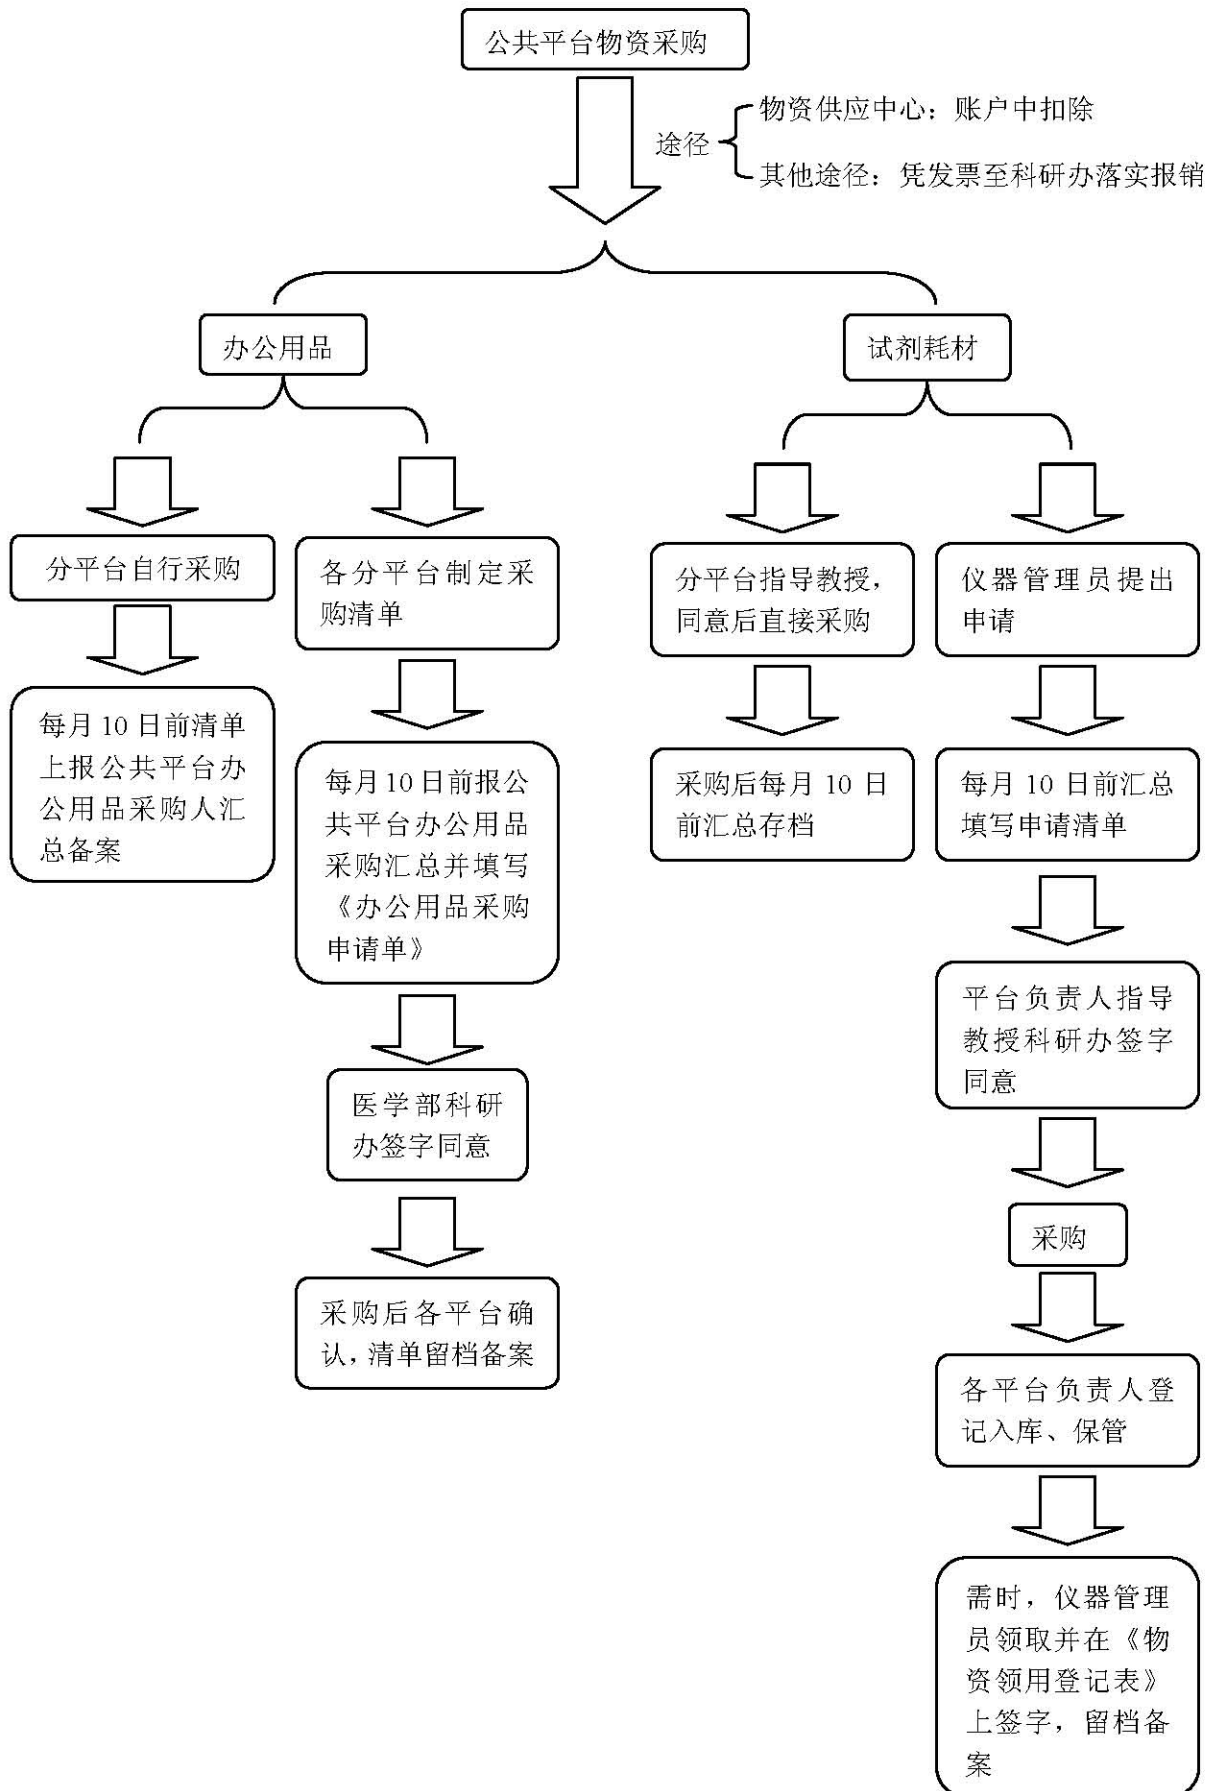 公共平台物资采购
物资供应中心：账户中扣除
途径
其他途径：凭发票至科研办落实报销
办公用品
试剂耗材
分平台自行采购
每月 10 日前清单
上报公共平台办
公用品采购人汇
总备案
各分平台制定采
购清单
每月 10 日前报公
共平台办公用品
采购汇总并填写
《办公用品采购
申请单》
医学部科研
办签字同意
采购后各平台确
认，清单留档备案
分平台指导教授，
同意后直接采购
采购后每月 10 日
前汇总存档
仪器管理员提出
申请
每月 10 日前汇总
填写申请清单
平台负责人指导
教授科研办签字
同意
采购
各平台负责人登
记入库、保管
需时，仪器管理
员领取并在《物
资领用登记表》
上签字，留档备
案